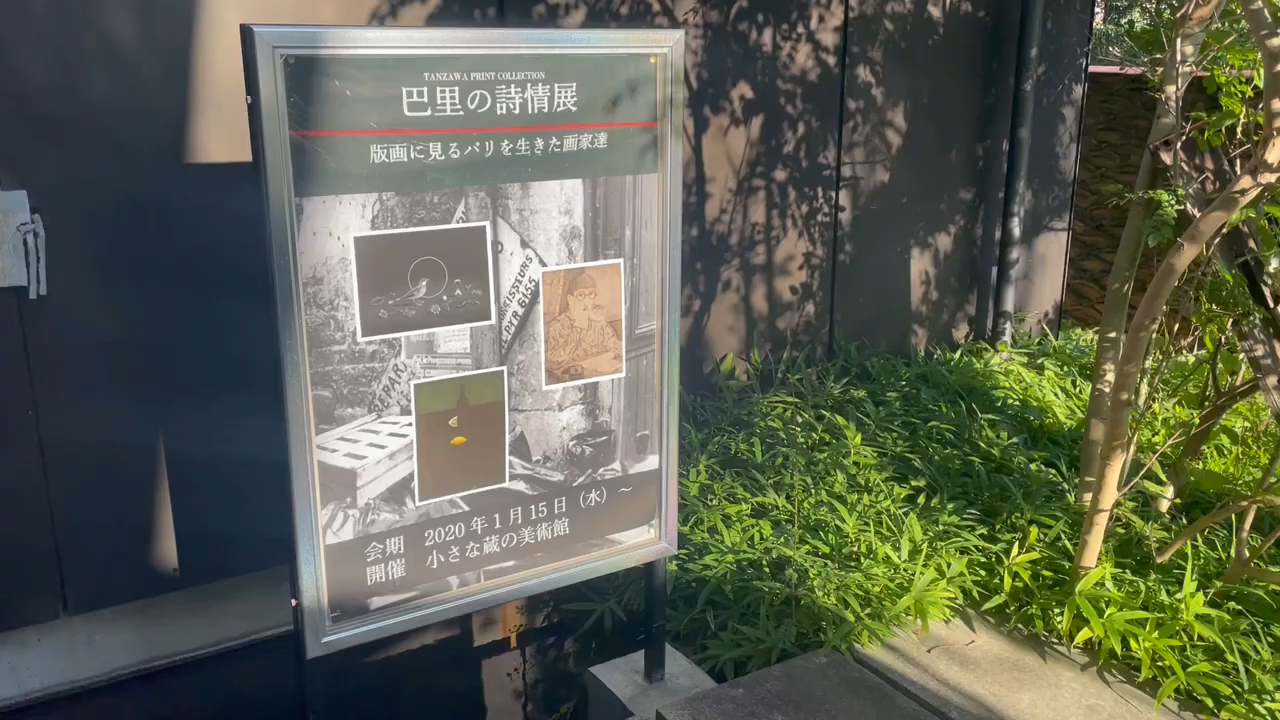 TANZAWA PRINT COLLECTION
巴里の詩情展
版画に見るパリを生きた画家達
会期 2020年1月15日（水）～
開催 小さな蔵の美術館